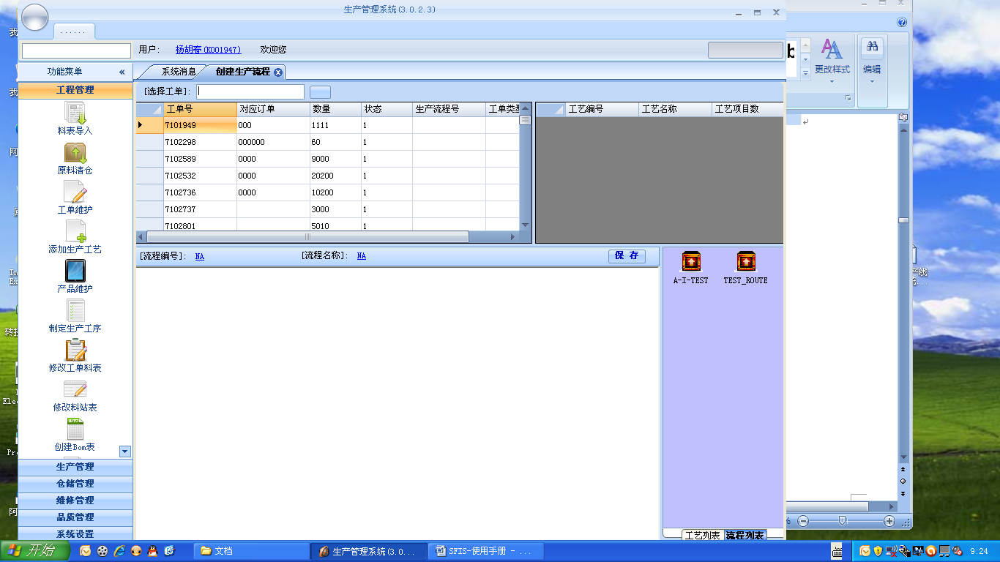 生产管理系统(3.0.2.3)
......
用户: 杨胡春(K001947) 欢迎您
功能菜单 «
系统消息 创建生产流程
工程管理
料表导入
原料清仓
工单维护
添加生产工艺
产品维护
制定生产工序
修改工单料表
修改料站表
AUTO
创建Bom表
生产管理
仓储管理
维修管理
品质管理
系统设置
[选择工单]:
工单号 对应订单 数量 状态 生产流程号 工单类型
7101949 000 1111 1
7102298 000000 60 1
7102589 0000 9000 1
7102532 0000 20200 1
7102736 0000 10200 1
7102737 3000 1
7102801 5010 1
工艺编号 工艺名称 工艺项目数
[流程编号]: NA [流程名称]: NA 保 存
A-I-TEST TEST_ROUTE
工艺列表 流程列表
更改样式 编辑
开始 文档 生产管理系统(3.0... SFIS-使用手册 - ... 9:24